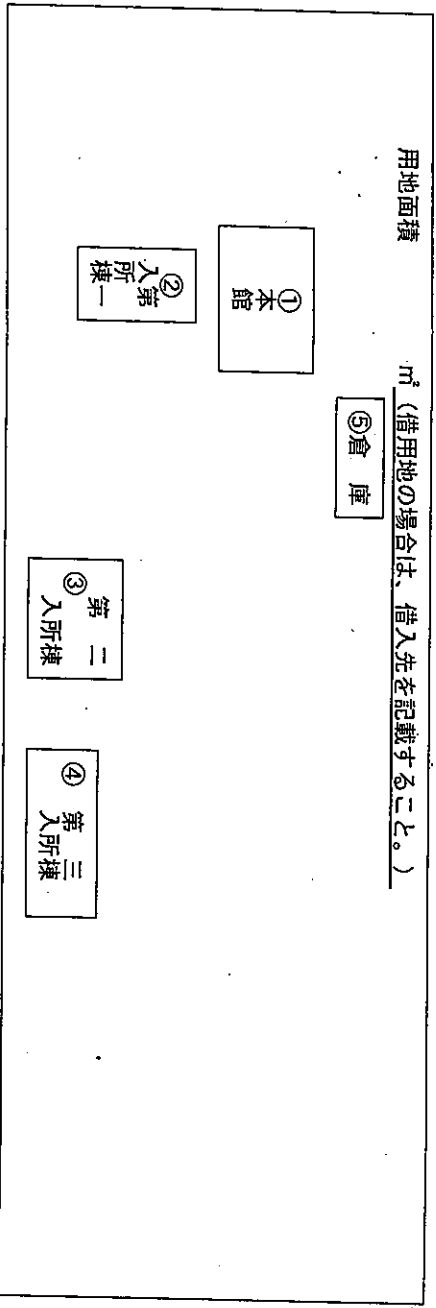 用地面積　　　　㎡（借用地の場合は、借入先を記載すること。）
⑤倉 庫
①本館
②
第一
入所棟
第 二
③入所棟
④ 第 三
入所棟